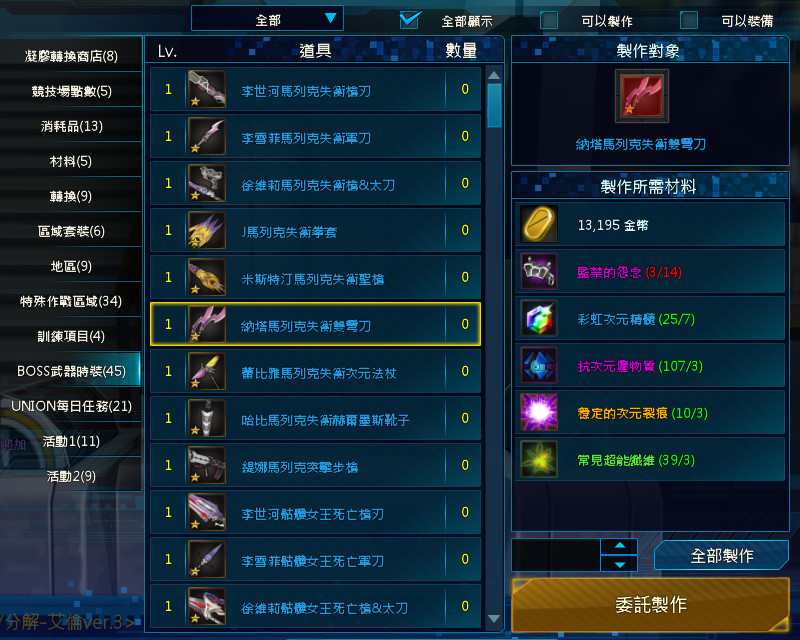 全部
全部顯示
可以製作
可以裝備
凝膠轉換商店(8)
競技場點數(5)
消耗品(13)
材料(5)
轉換(9)
區域套裝(6)
地區(9)
特殊作戰區域(34)
訓練項目(4)
BOSS武器時裝(45)
UNION每日任務(21)
活動1(11)
活動2(9)
Lv. 道具 數量
1 李世河馬列克失衡槍刃 0
1 李雪菲馬列克失衡軍刀 0
1 徐維莉馬列克失衡槍&太刀 0
1 J馬列克失衡拳套 0
1 米斯特汀馬列克失衡聖槍 0
1 納塔馬列克失衡雙彎刀 0
1 蕾比雅馬列克失衡次元法杖 0
1 哈比馬列克失衡赫爾墨斯靴子 0
1 緹娜馬列克突擊步槍 0
1 李世河骷髏女王死亡槍刃 0
1 李雪菲骷髏女王死亡軍刀 0
1 徐維莉骷髏女王死亡槍&太刀 0
製作對象
納塔馬列克失衡雙彎刀
製作所需材料
13,195 金幣
(3/14)
彩虹次元精髓 (25/7)
抗次元塵物質 (107/3)
穩定的次元裂痕 (10/3)
常見超能纖維 (39/3)
全部製作
委託製作
/分解-艾倫ver.3>